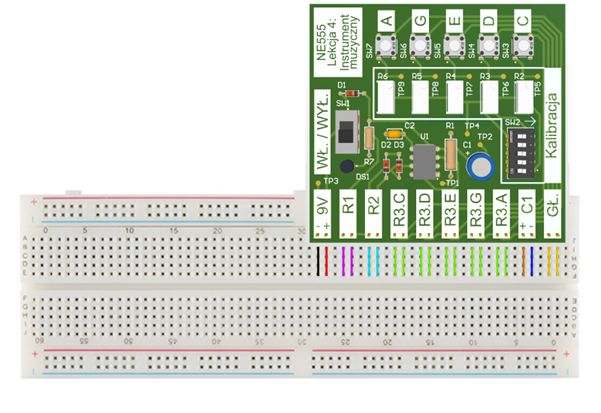 NE555
Lekcja 4:
Instrument
muzyczny
A G E D C
SW7 SW6 SW5 SW4 SW3
R6 R5 R4 R3 R2
TP9 TP8 TP7 TP6 TP5
D1
SW1
WŁ. / WYŁ.
R7
C2
D2 D3
U1
R1
TP4
C1
TP2
SW2
Kalibracja
DS1
TP3
TP1
+ 9V
R1
R2
R3.C
R3.D
R3.E
R3.G
R3.A
+ C1
GŁ.
0 5 10 15 20 25 30
A
B
C
D
E
F
G
H
I
J
60 55 50 45 40 35 25 20 15 10 5 0